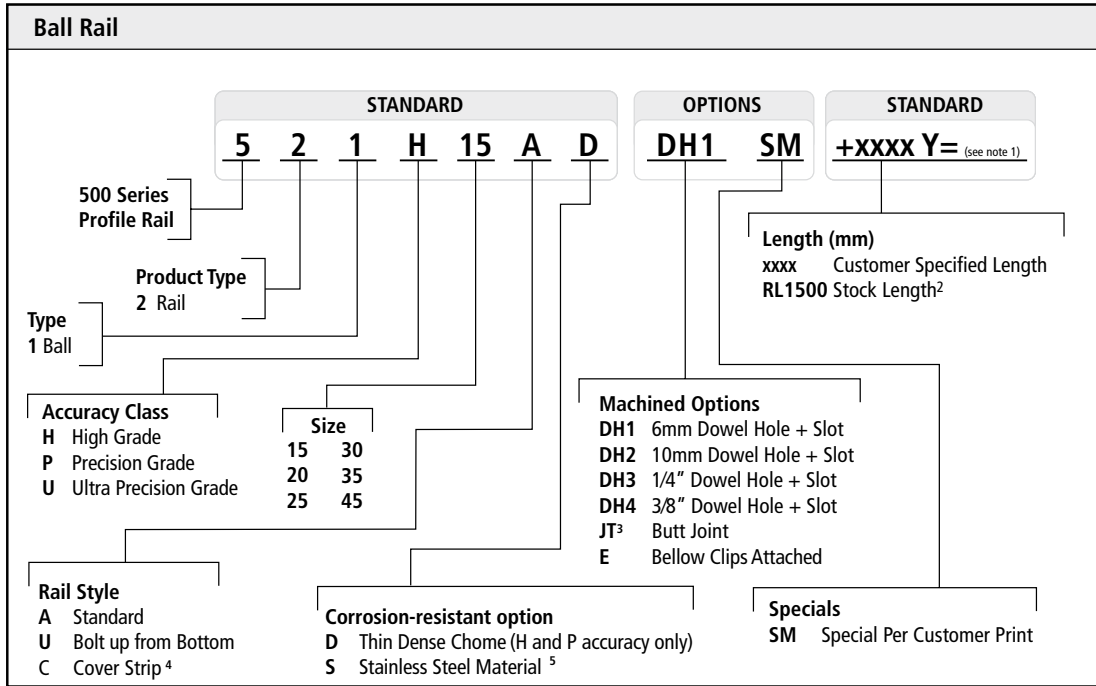 Ball Rail
STANDARD
OPTIONS
STANDARD
5 2 1 H 15 A D
DH1 SM
+xxxx Y= (see note 1)
500 Series
Profile Rail
Product Type
2 Rail
Type
1 Ball
Length (mm)
xxxx Customer Specified Length
RL1500 Stock Length²
Accuracy Class
H High Grade
P Precision Grade
U Ultra Precision Grade
Size
15 30
20 35
25 45
Machined Options
DH1 6mm Dowel Hole + Slot
DH2 10mm Dowel Hole + Slot
DH3 1/4" Dowel Hole + Slot
DH4 3/8" Dowel Hole + Slot
JT³ Butt Joint
E Bellow Clips Attached
Rail Style
A Standard
U Bolt up from Bottom
C Cover Strip ⁴
Corrosion-resistant option
D Thin Dense Chome (H and P accuracy only)
S Stainless Steel Material ⁵
Specials
SM Special Per Customer Print